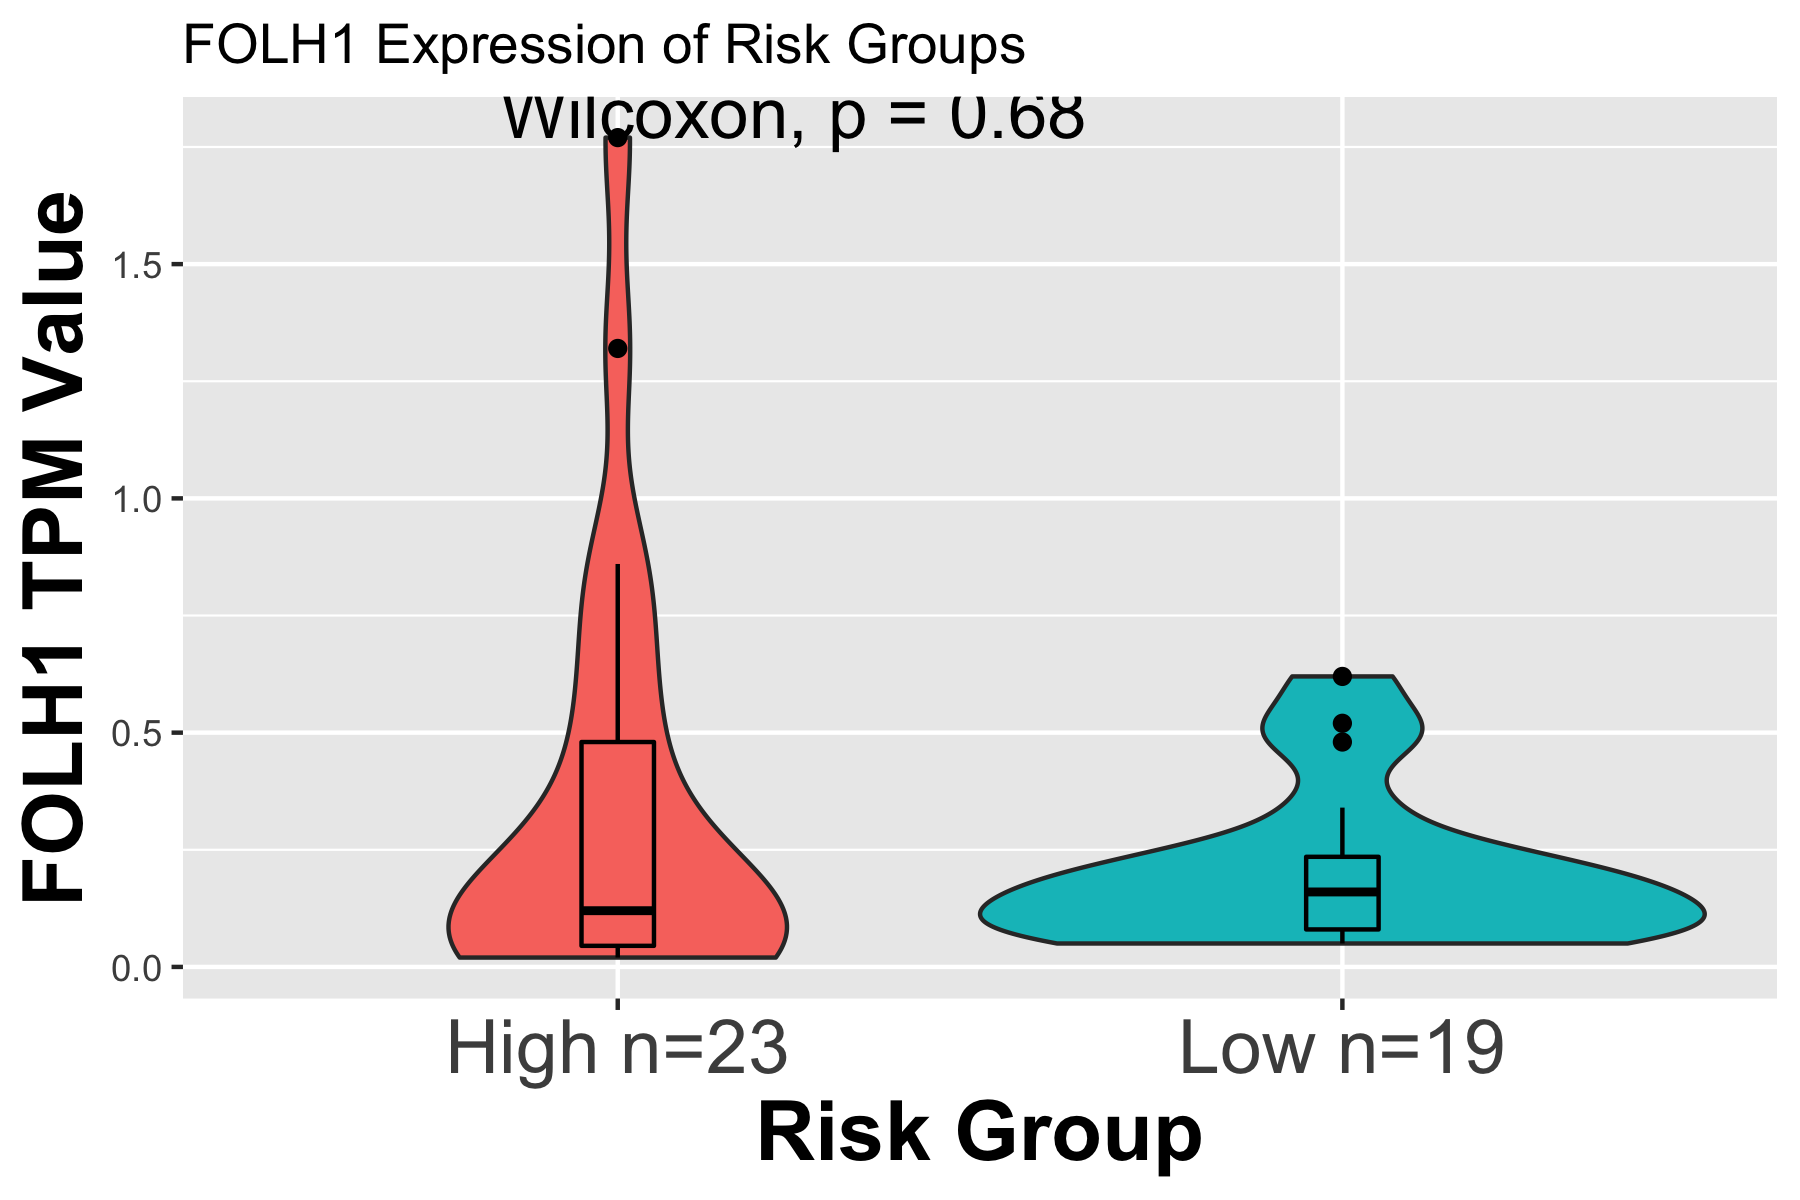 FOLH1 Expression of Risk Groups
Wilcoxon, p = 0.68
FOLH1 TPM Value
1.5
1.0
0.5
0.0
High n=23
Low n=19
Risk Group